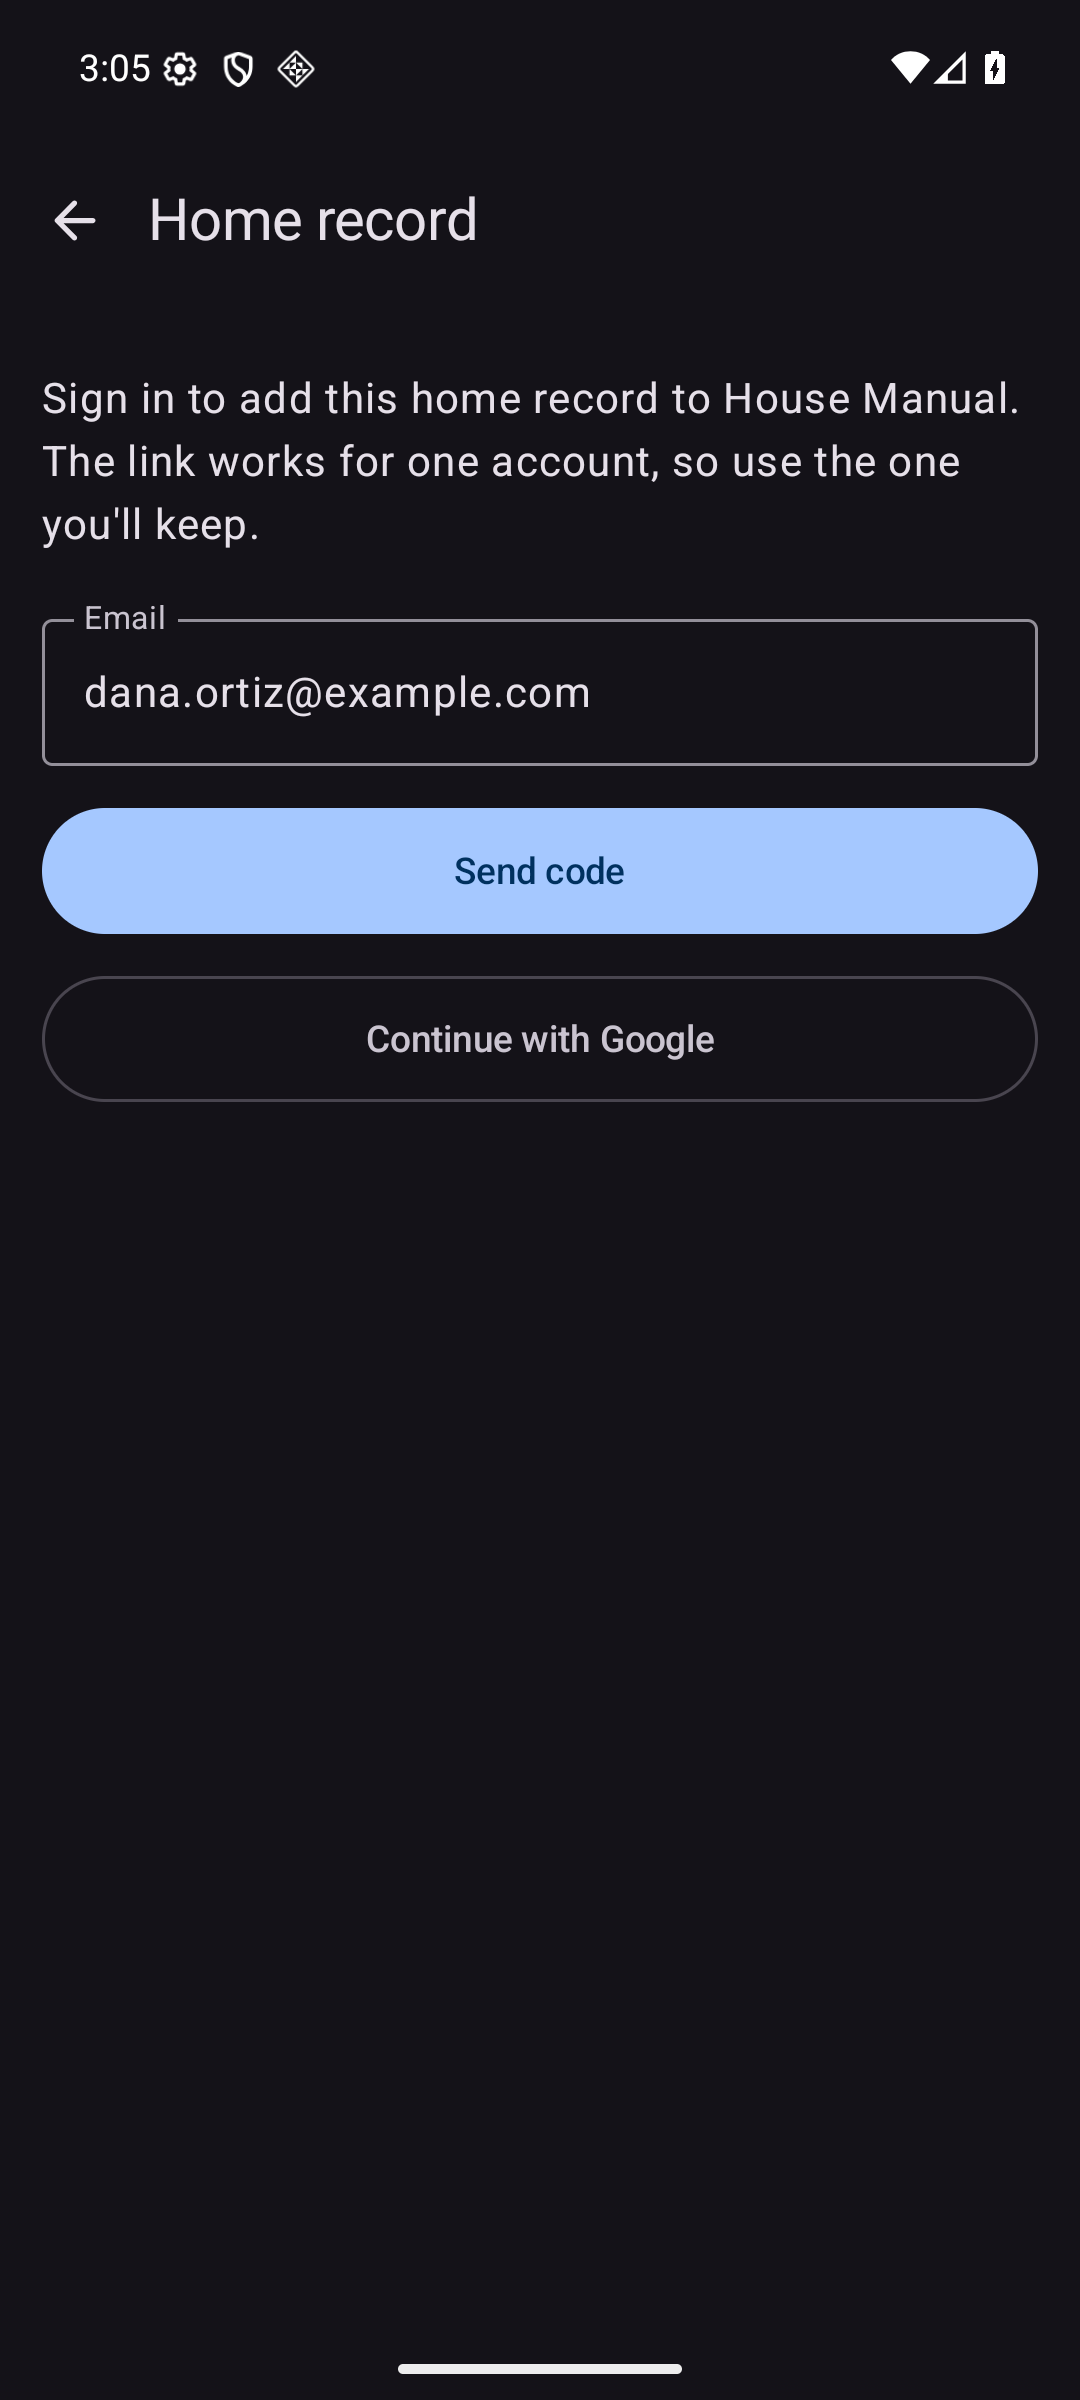 3:05
Home record
Sign in to add this home record to House Manual.
The link works for one account, so use the one
you'll keep.
Email
dana.ortiz@example.com
Send code
Continue with Google